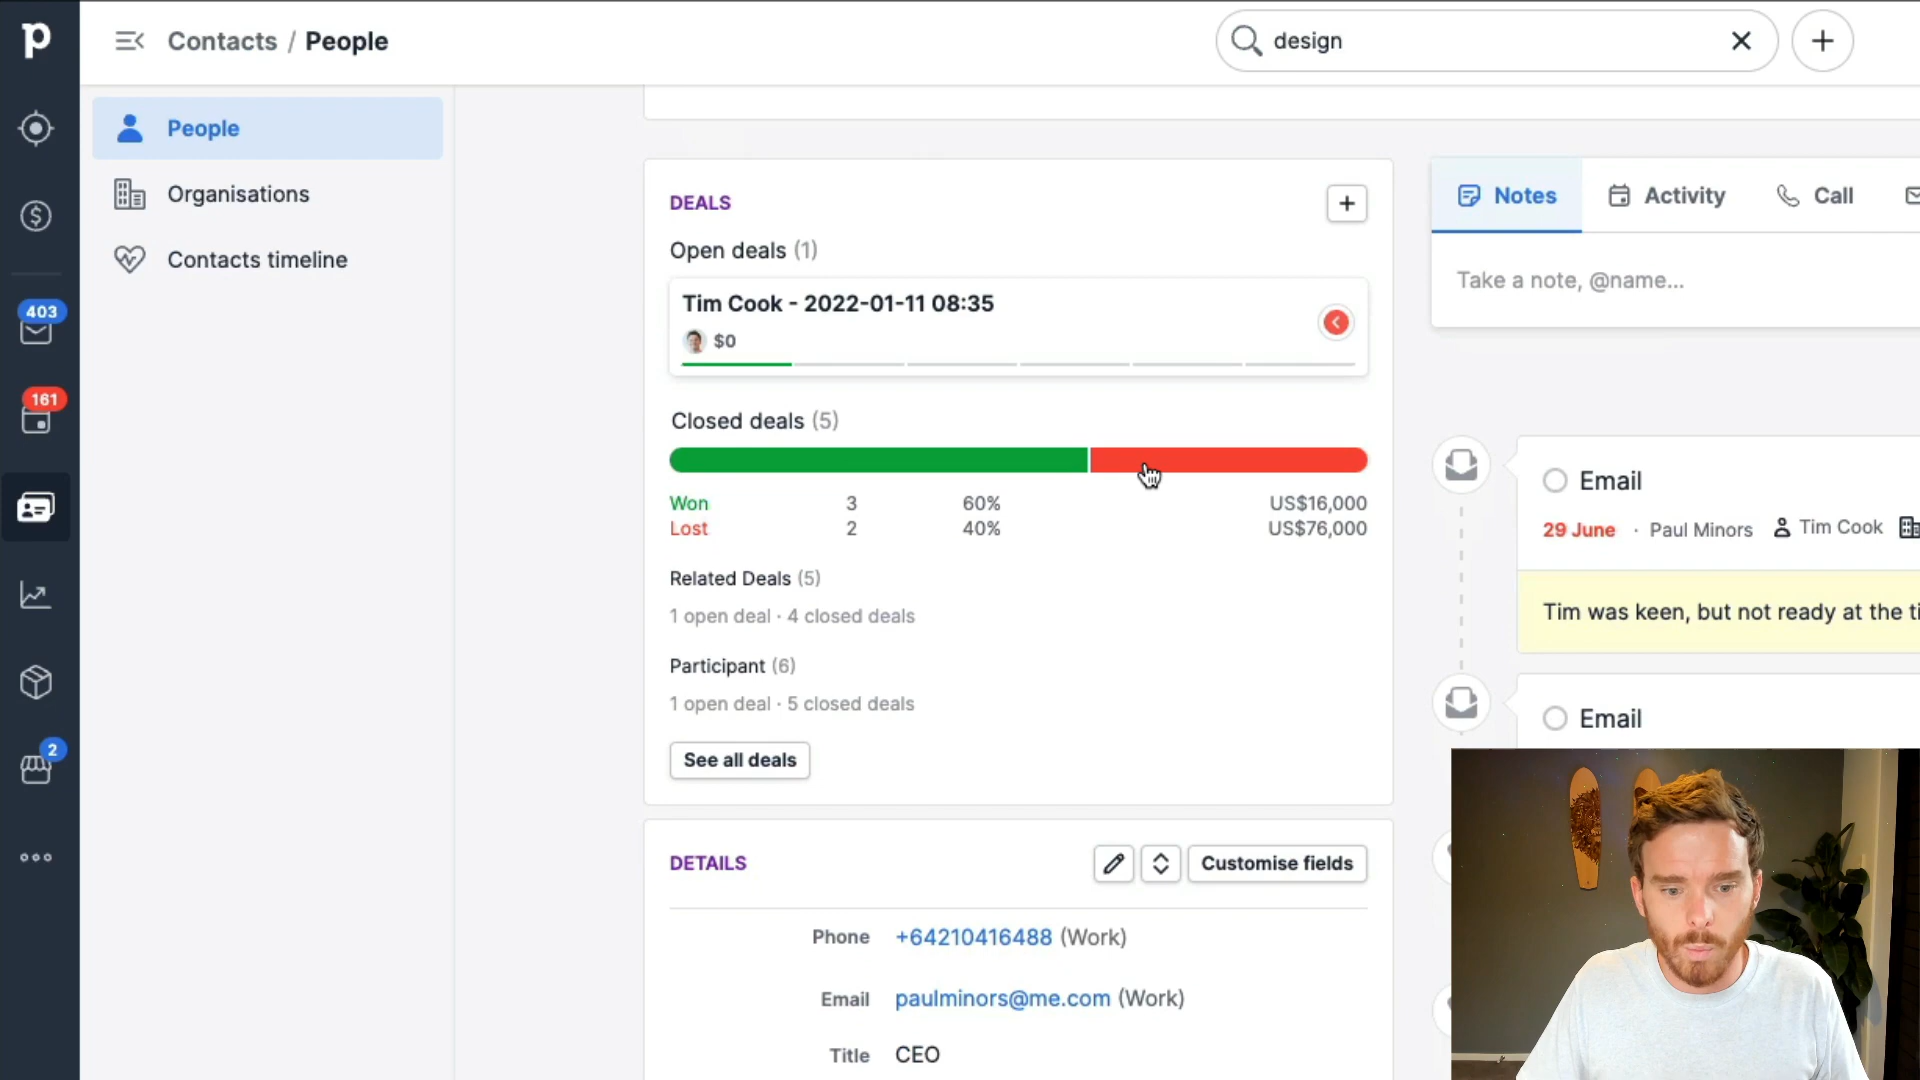 p
Contacts / People
design
People
Organisations
Contacts timeline
403
161
2
DEALS
Open deals (1)
Tim Cook - 2022-01-11 08:35
$0
Closed deals (5)
Won 3 60% US$16,000
Lost 2 40% US$76,000
Related Deals (5)
1 open deal · 4 closed deals
Participant (6)
1 open deal · 5 closed deals
See all deals
DETAILS
Customise fields
Phone +64210416488 (Work)
Email paulminors@me.com (Work)
Title CEO
Notes Activity Call
Take a note, @name...
Email
29 June · Paul Minors Tim Cook
Tim was keen, but not ready at the
Email